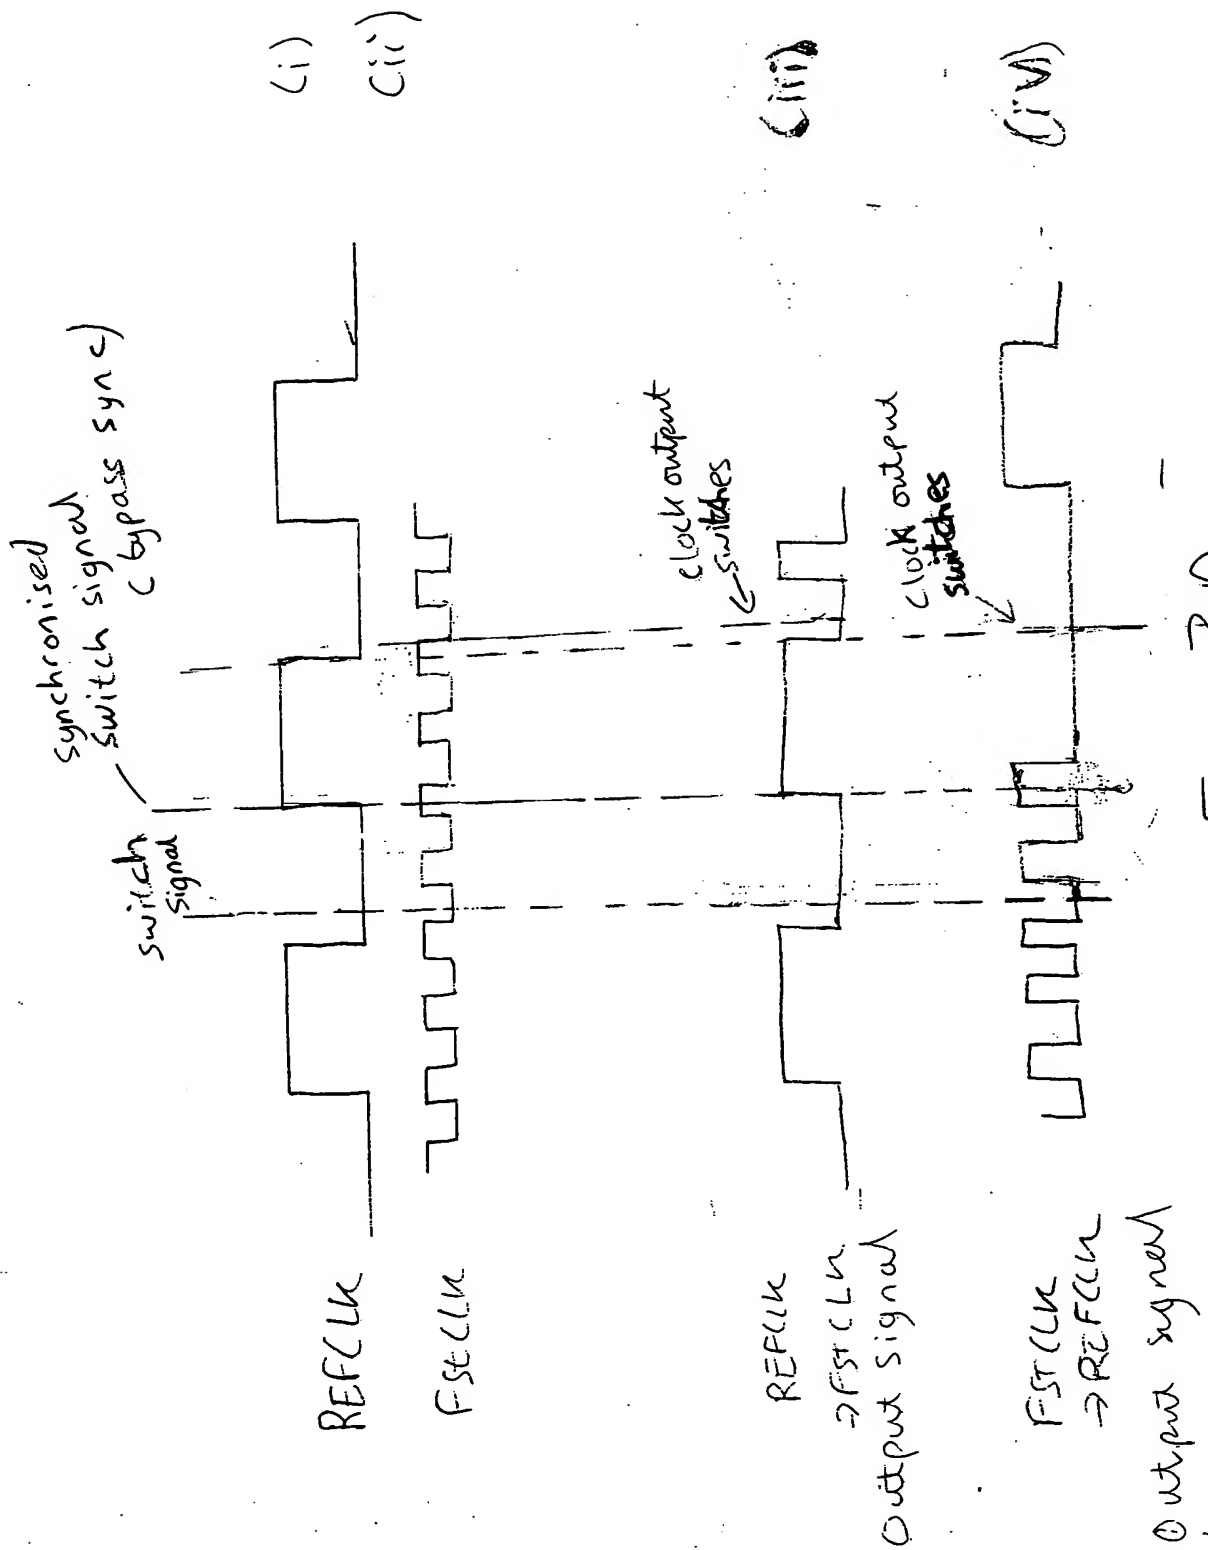 synchronised
switch signal
(bypass sync)
switch
signal
REFCLK
(i)
FStCLK
(ii)
clock output
switches
REFCLK
→FSTCLK
Output Signal
(iii)
clock output
switches
FSTCLK
→REFCLK
Output signal
(iv)